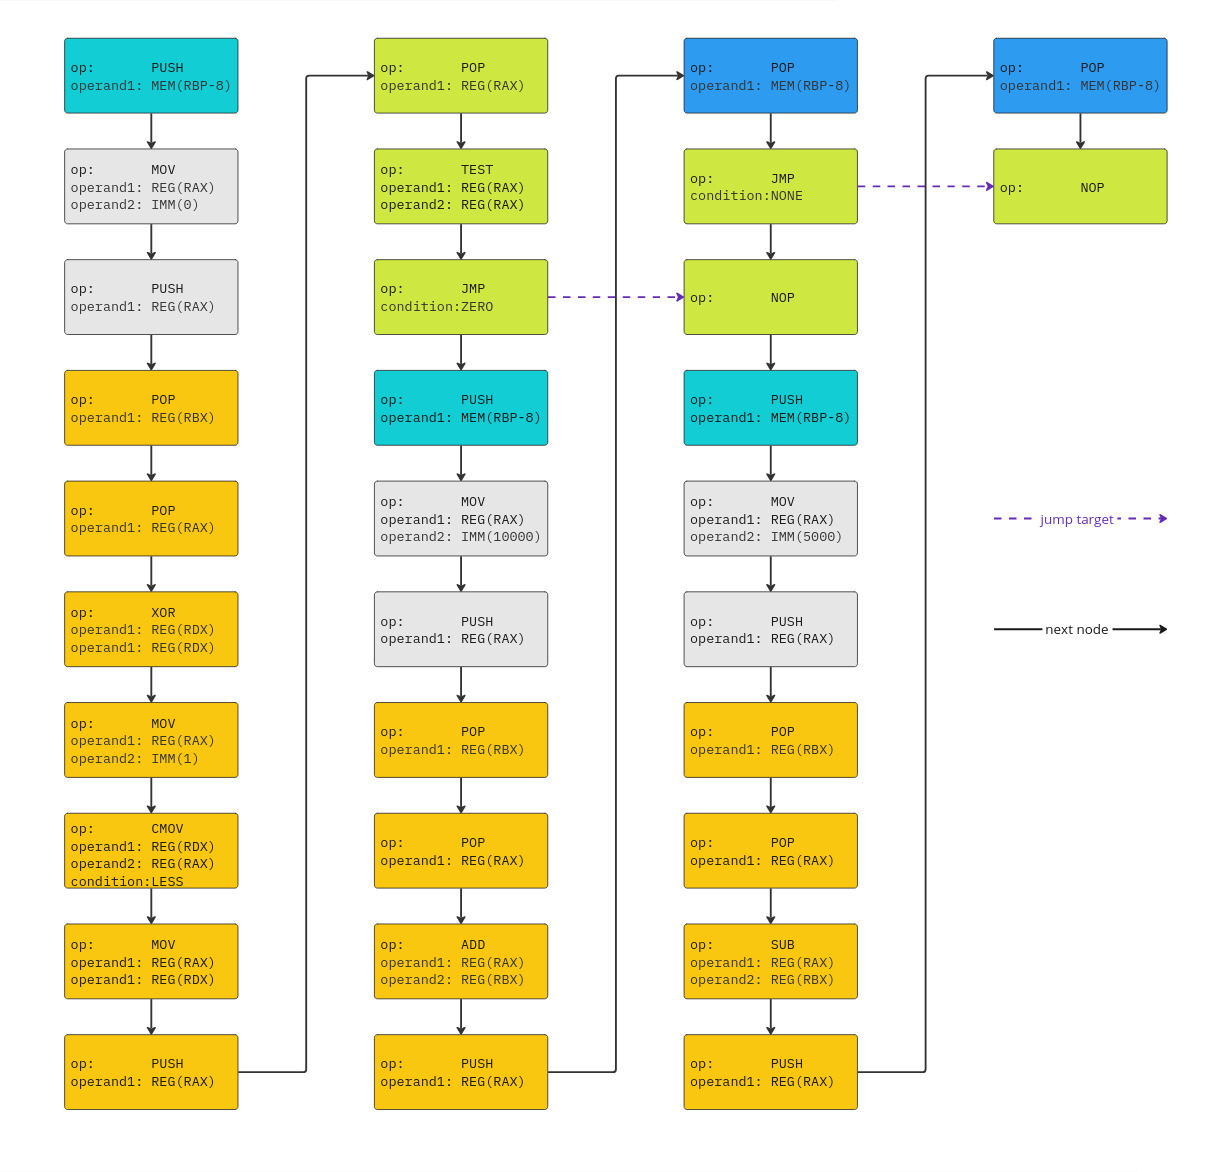 op: PUSH
operand1: MEM(RBP-8)
op: MOV
operand1: REG(RAX)
operand2: IMM(0)
op: PUSH
operand1: REG(RAX)
op: POP
operand1: REG(RBX)
op: POP
operand1: REG(RAX)
op: XOR
operand1: REG(RDX)
operand1: REG(RDX)
op: MOV
operand1: REG(RAX)
operand2: IMM(1)
op: CMOV
operand1: REG(RDX)
operand2: REG(RAX)
condition:LESS
op: MOV
operand1: REG(RAX)
operand1: REG(RDX)
op: PUSH
operand1: REG(RAX)
op: POP
operand1: REG(RAX)
op: TEST
operand1: REG(RAX)
operand2: REG(RAX)
op: JMP
condition:ZERO
op: PUSH
operand1: MEM(RBP-8)
op: MOV
operand1: REG(RAX)
operand2: IMM(10000)
op: PUSH
operand1: REG(RAX)
op: POP
operand1: REG(RBX)
op: POP
operand1: REG(RAX)
op: ADD
operand1: REG(RAX)
operand2: REG(RBX)
op: PUSH
operand1: REG(RAX)
op: POP
operand1: MEM(RBP-8)
op: JMP
condition:NONE
op: NOP
op: PUSH
operand1: MEM(RBP-8)
op: MOV
operand1: REG(RAX)
operand2: IMM(5000)
op: PUSH
operand1: REG(RAX)
op: POP
operand1: REG(RBX)
op: POP
operand1: REG(RAX)
op: SUB
operand1: REG(RAX)
operand2: REG(RBX)
op: PUSH
operand1: REG(RAX)
op: POP
operand1: MEM(RBP-8)
op: NOP
jump target
next node